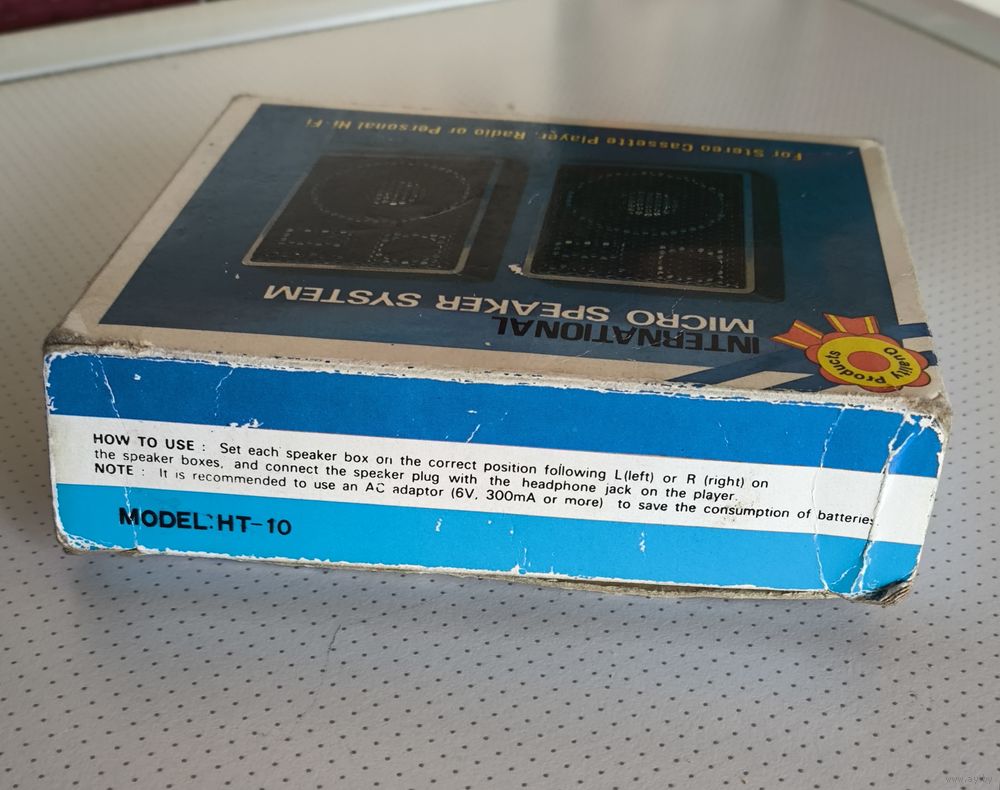 For Stereo Cassette Player, Radio or Personal Hi-Fi
INTERNATIONAL
MICRO SPEAKER SYSTEM
Quality Products
HOW TO USE : Set each speaker box on the correct position following L(left) or R (right) on
the speaker boxes, and connect the speaker plug with the headphone jack on the player.
NOTE : It is recommended to use an AC adaptor (6V, 300mA or more) to save the consumption of batteries.
MODEL:HT-10